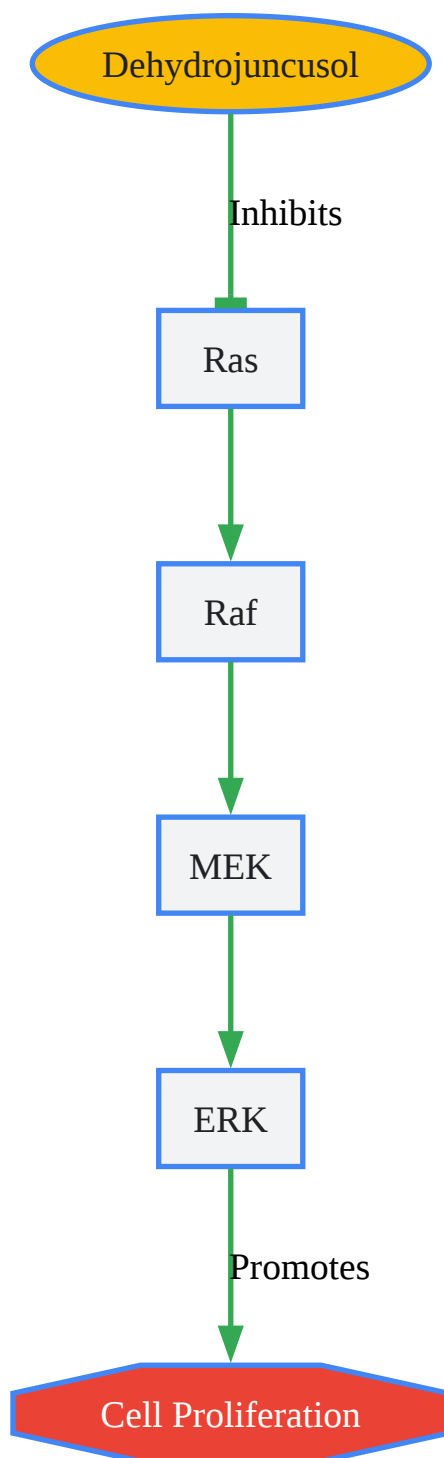 Dehydrojuncusol
Inhibits
Ras
Raf
MEK
ERK
Promotes
Cell Proliferation